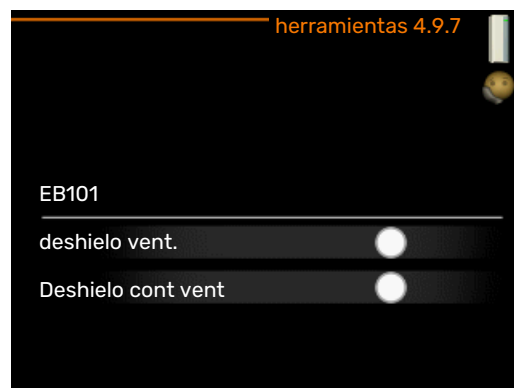 herramientas 4.9.7
EB101
deshielo vent.
Deshielo cont vent